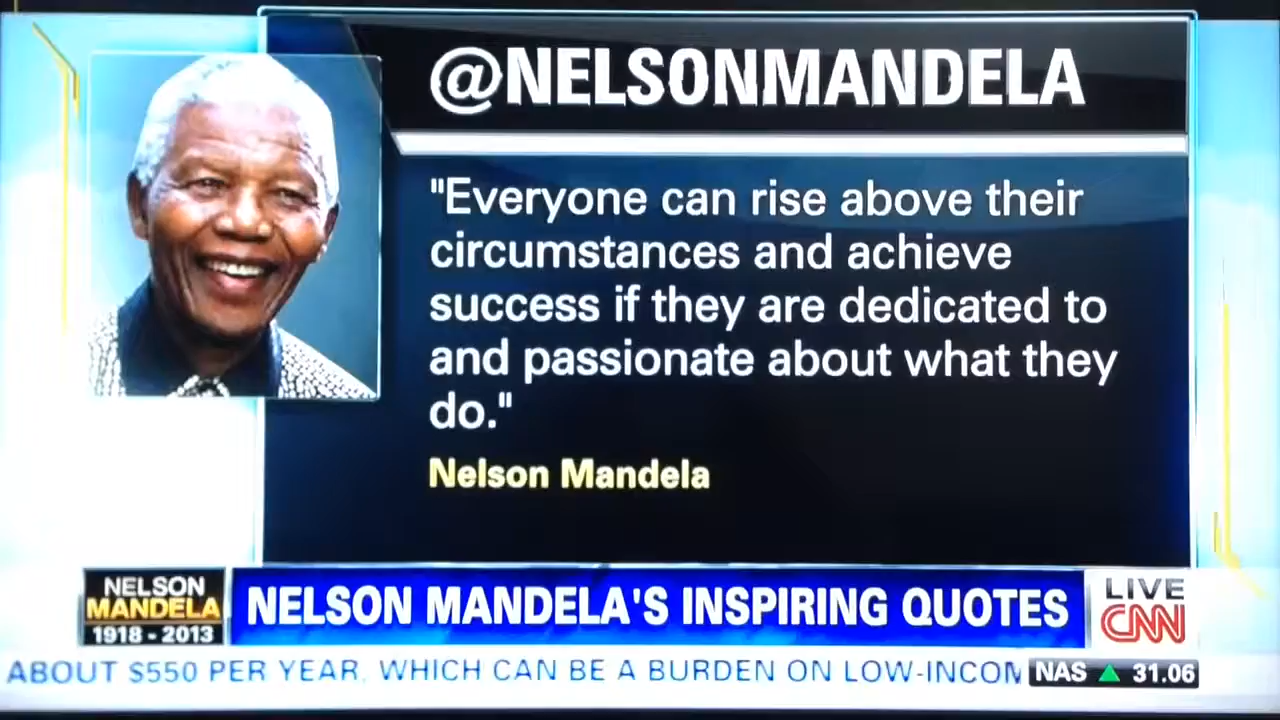 @NELSONMANDELA
"Everyone can rise above their
circumstances and achieve
success if they are dedicated to
and passionate about what they
do."
Nelson Mandela
NELSON
MANDELA
1918 - 2013
NELSON MANDELA'S INSPIRING QUOTES
LIVE
CNN
ABOUT $550 PER YEAR, WHICH CAN BE A BURDEN ON LOW-INCOM
NAS ▲ 31.06